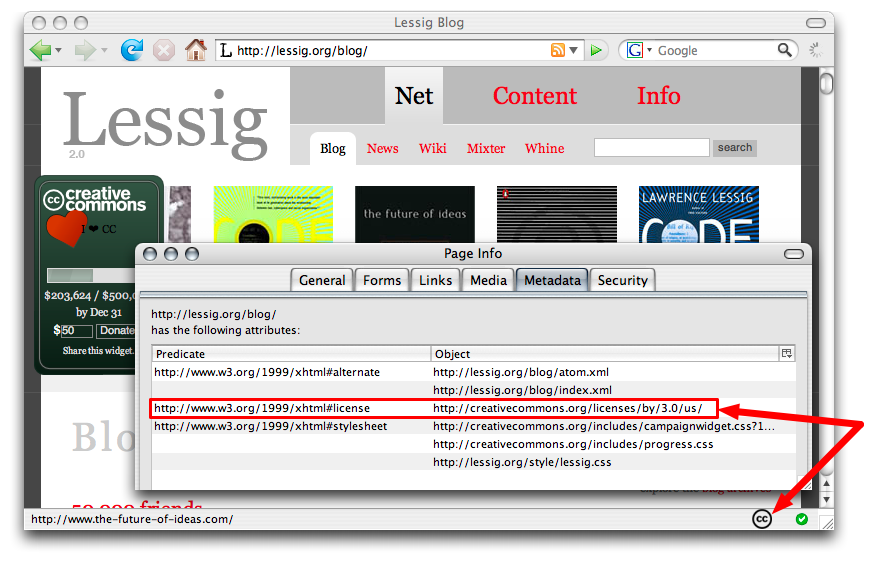 Lessig Blog
http://lessig.org/blog/
G Google
Lessig
2.0
Net Content Info
Blog News Wiki Mixter Whine search
cc creative commons
I ❤ CC
$203,624 / $500,
by Dec 31
$50 Donate
Share this widget.
the future of ideas
LAWRENCE LESSIG
CODE
Page Info
General Forms Links Media Metadata Security
http://lessig.org/blog/
has the following attributes:
Predicate Object
http://www.w3.org/1999/xhtml#alternate http://lessig.org/blog/atom.xml
http://lessig.org/blog/index.xml
http://www.w3.org/1999/xhtml#license http://creativecommons.org/licenses/by/3.0/us/
http://www.w3.org/1999/xhtml#stylesheet http://creativecommons.org/includes/campaignwidget.css?1...
http://creativecommons.org/includes/progress.css
http://lessig.org/style/lessig.css
Blo
50,000 friends
http://www.the-future-of-ideas.com/
cc